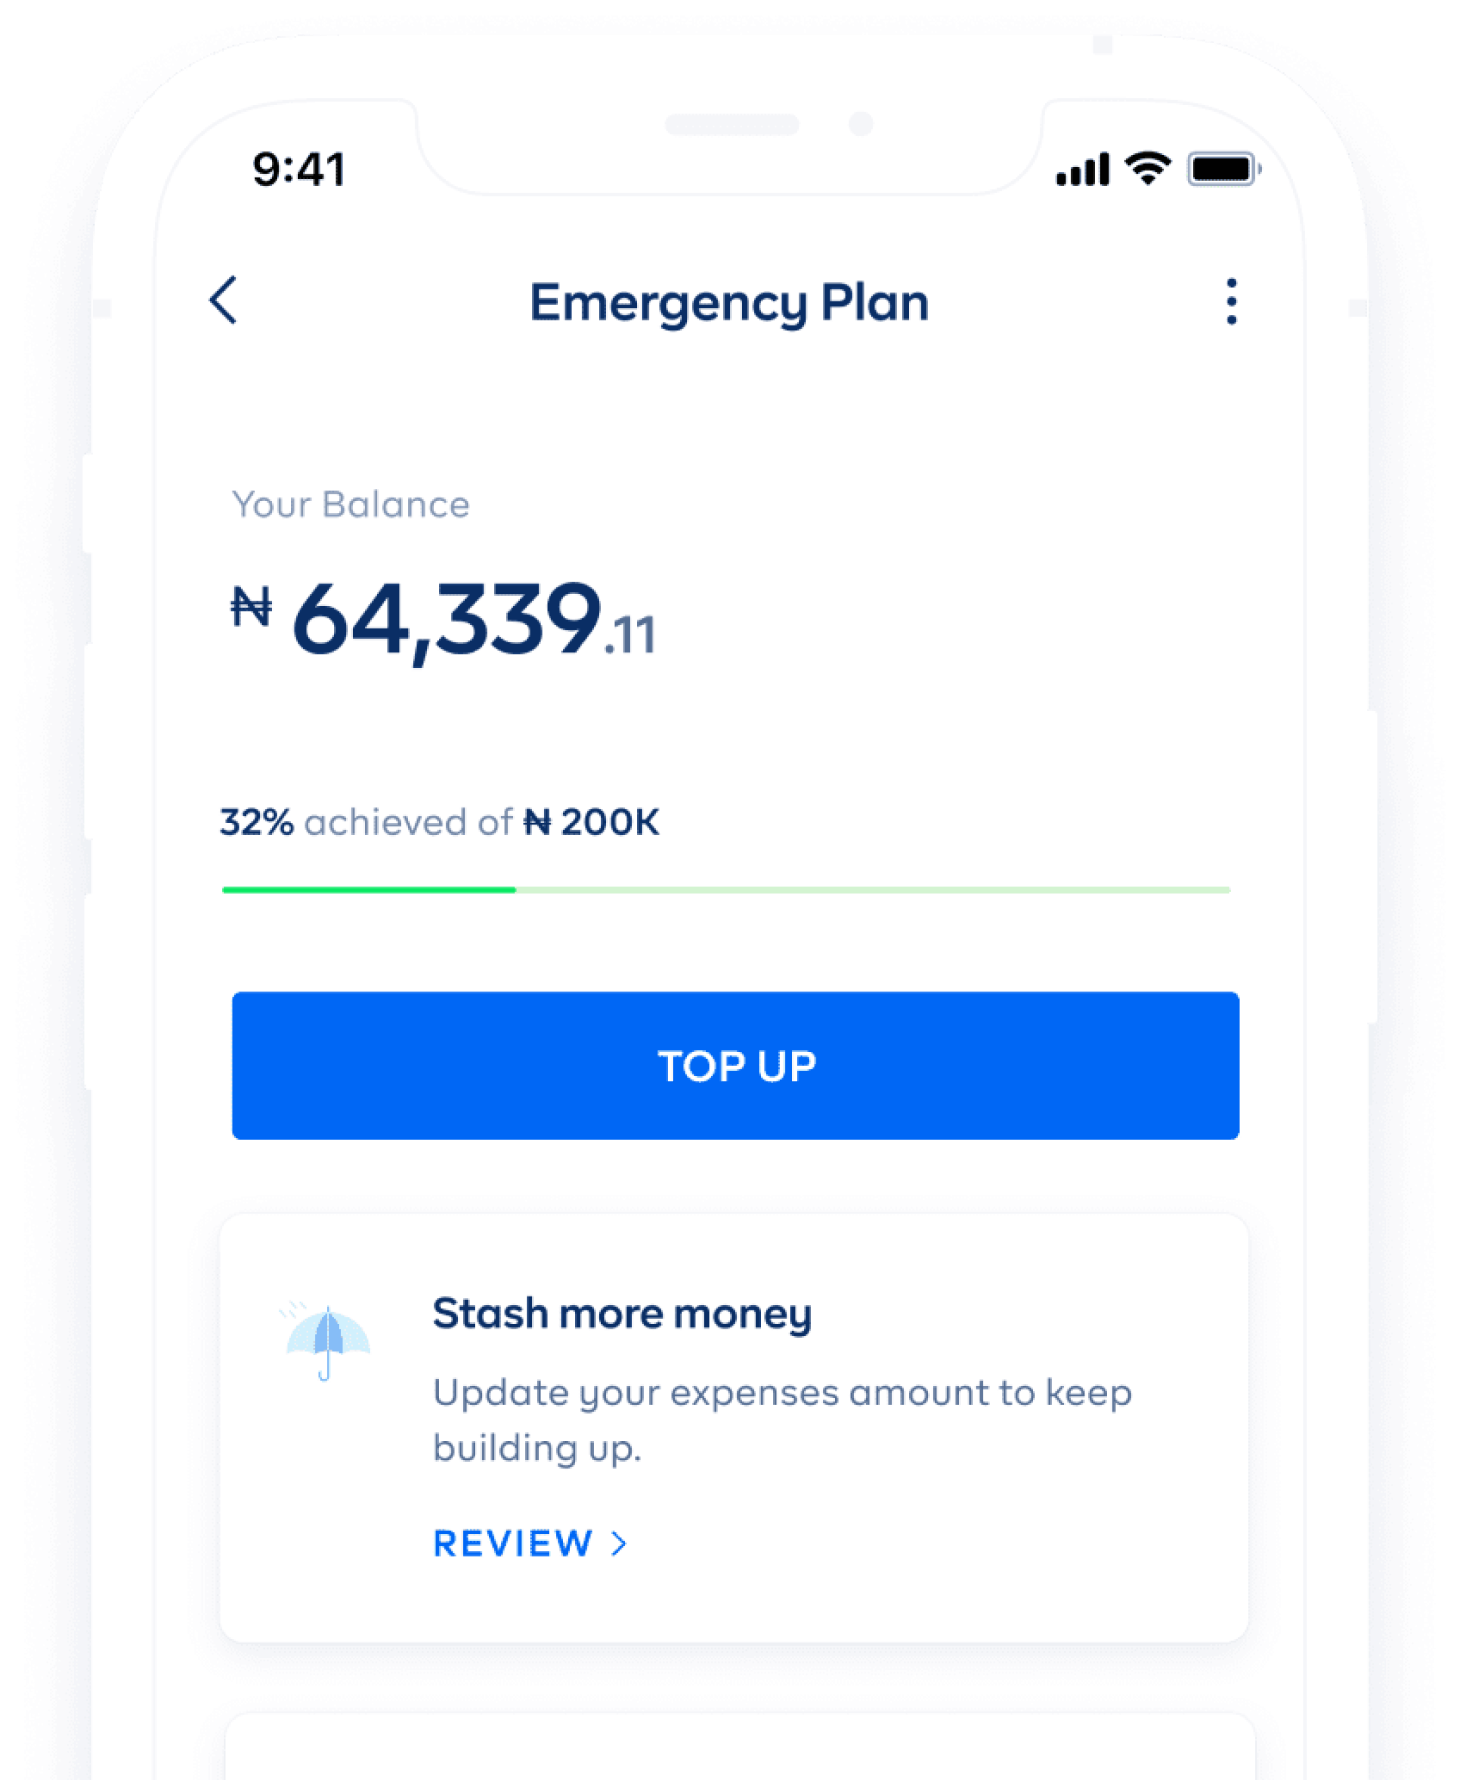 9:41
Emergency Plan
Your Balance
₦ 64,339.11
32% achieved of ₦ 200K
TOP UP
Stash more money
Update your expenses amount to keep
building up.
REVIEW >